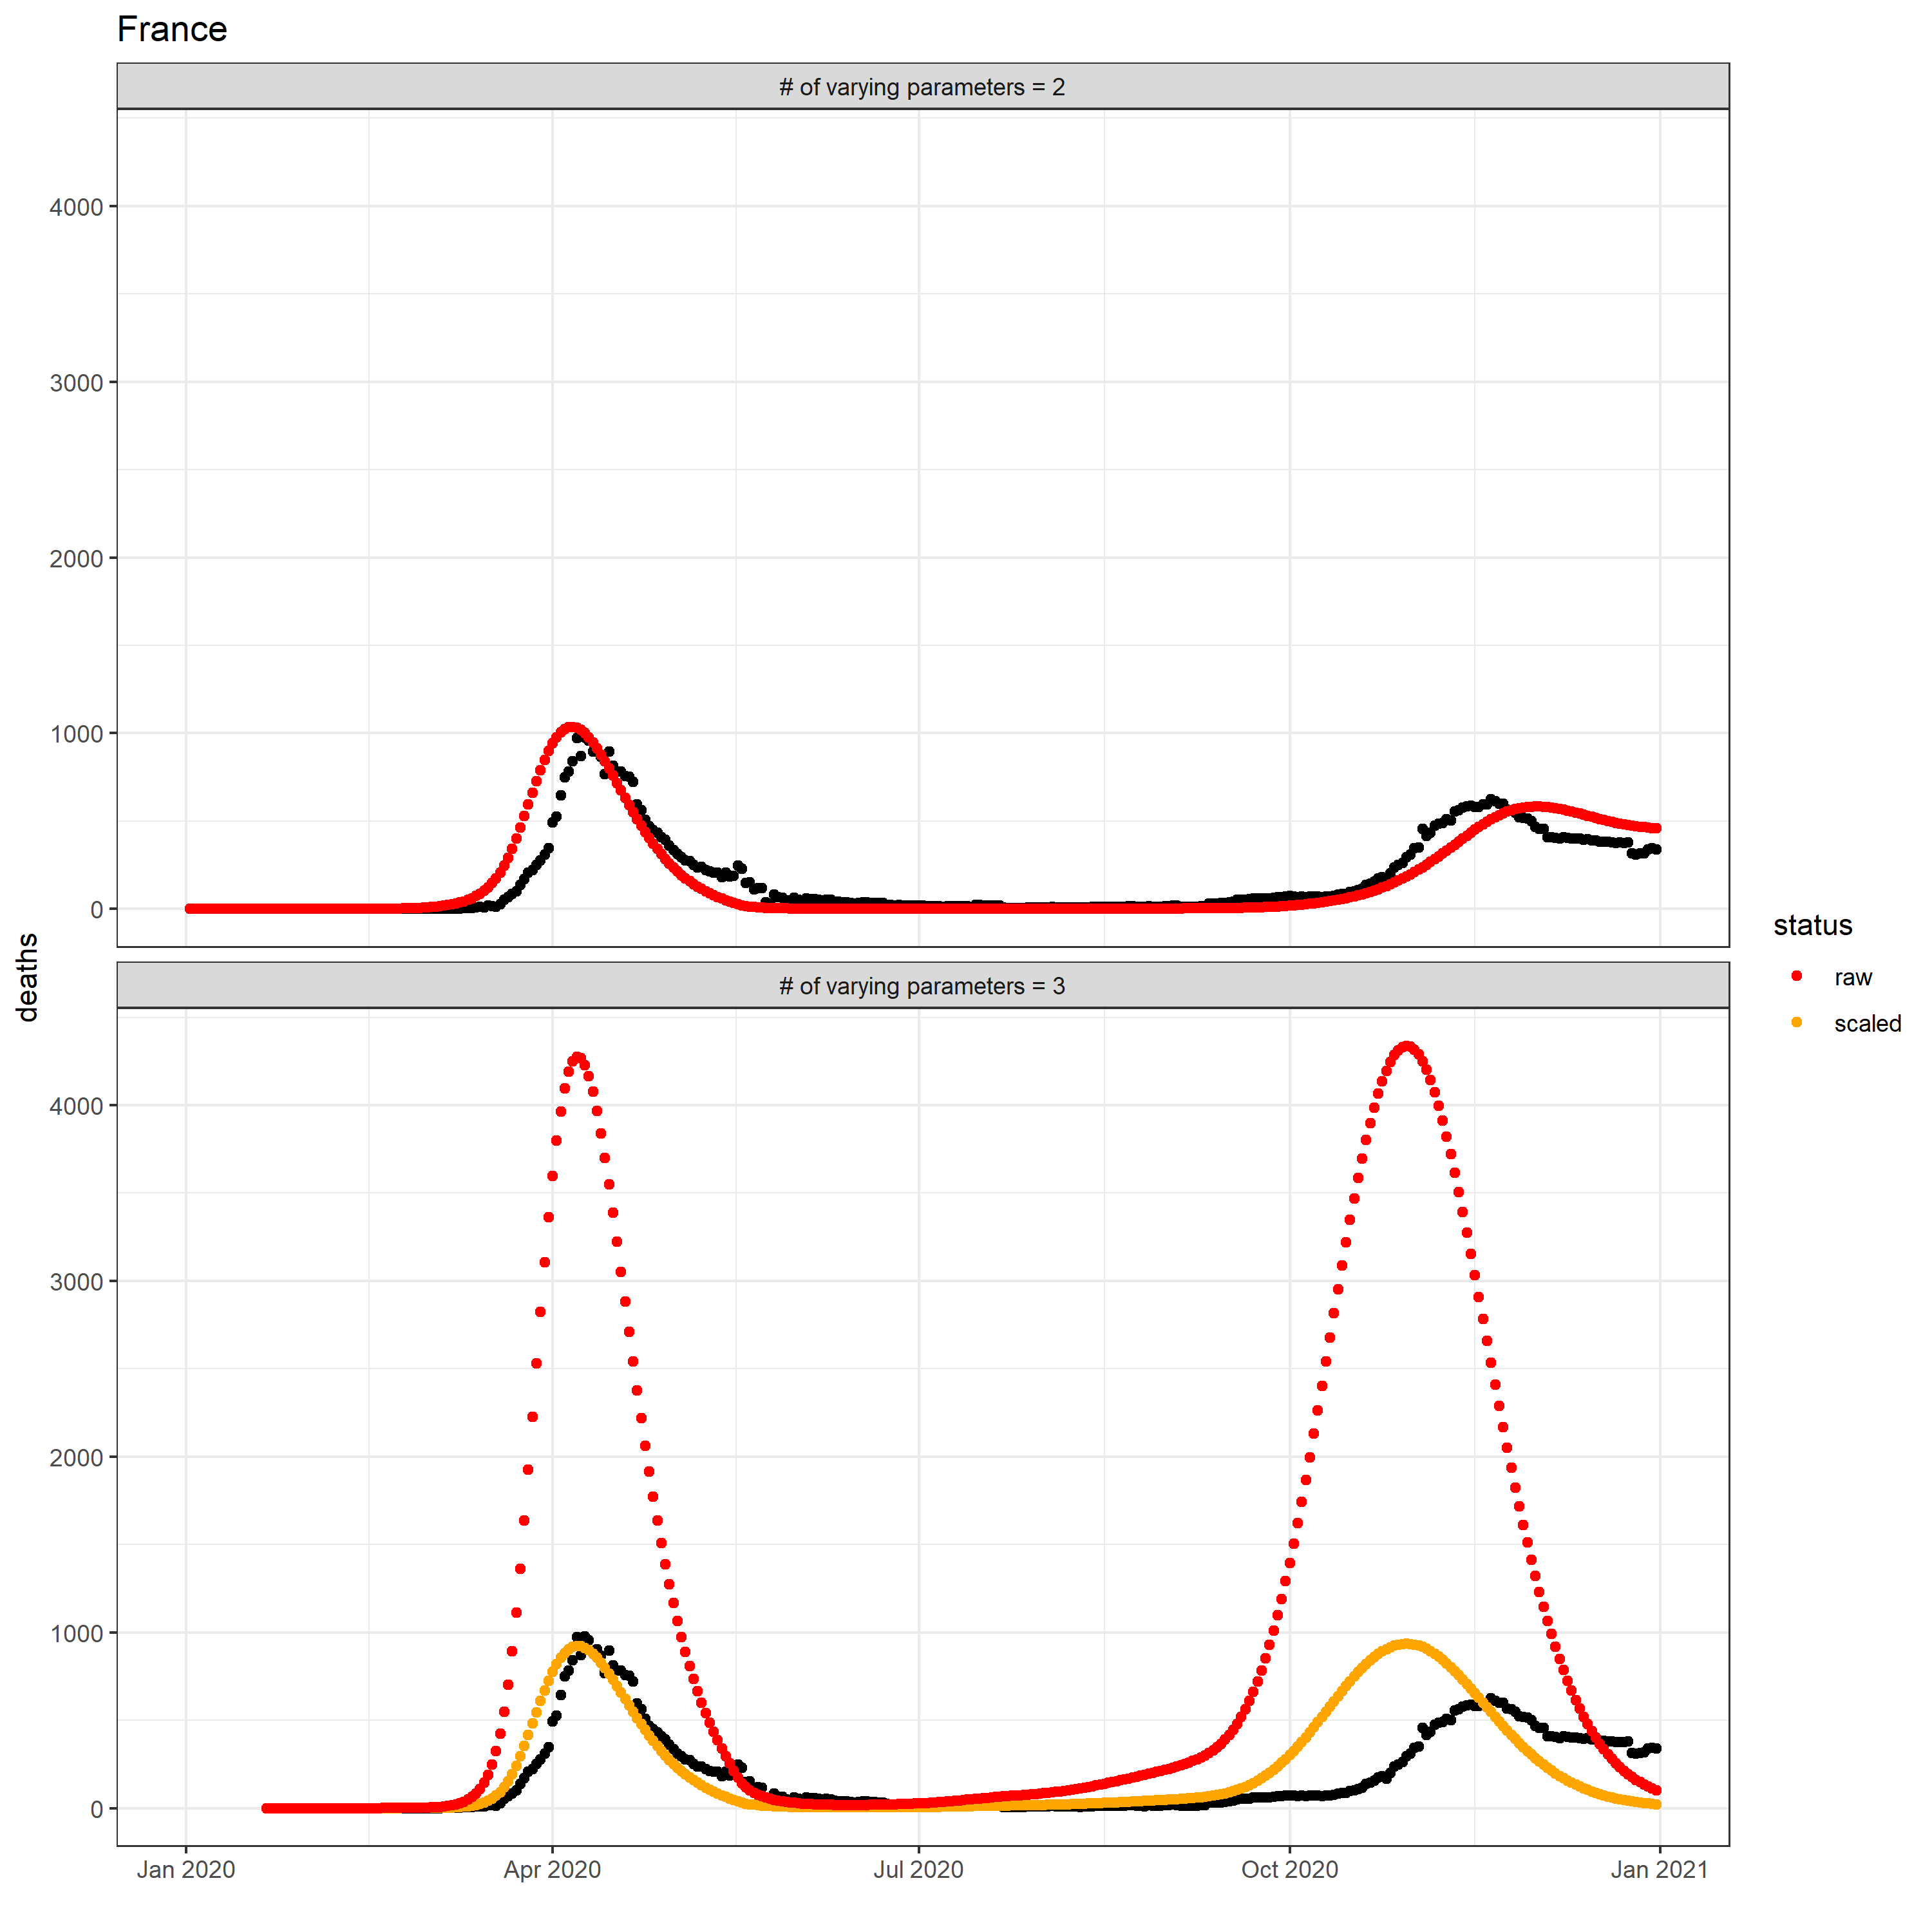 France
# of varying parameters = 2
4000
3000
2000
1000
0
deaths
# of varying parameters = 3
4000
3000
2000
1000
0
Jan 2020
Apr 2020
Jul 2020
Oct 2020
Jan 2021
status
raw
scaled